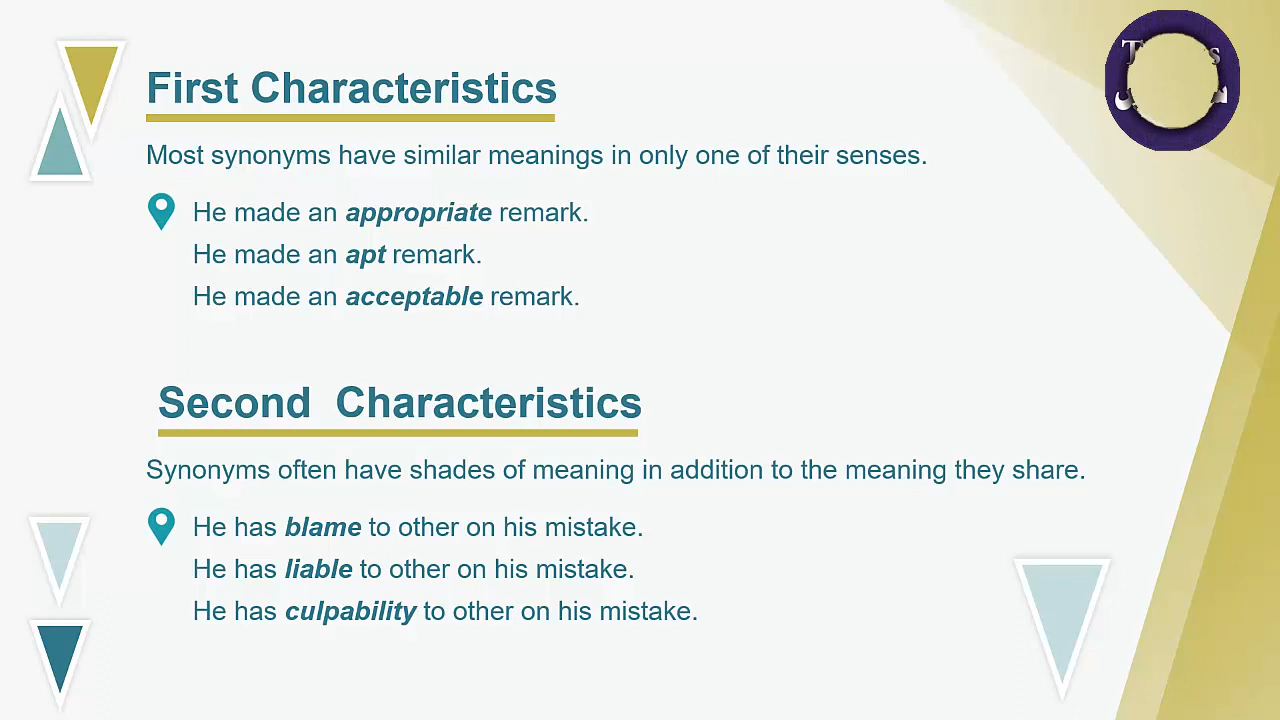 First Characteristics
Most synonyms have similar meanings in only one of their senses.
He made an appropriate remark.
He made an apt remark.
He made an acceptable remark.
Second Characteristics
Synonyms often have shades of meaning in addition to the meaning they share.
He has blame to other on his mistake.
He has liable to other on his mistake.
He has culpability to other on his mistake.